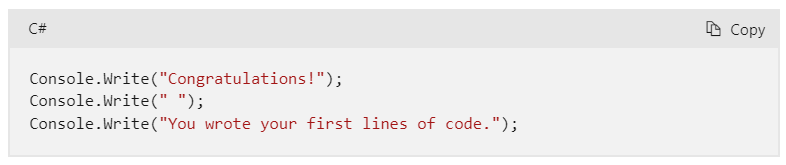 C#
Copy
Console.Write("Congratulations!");
Console.Write(" ");
Console.Write("You wrote your first lines of code.");